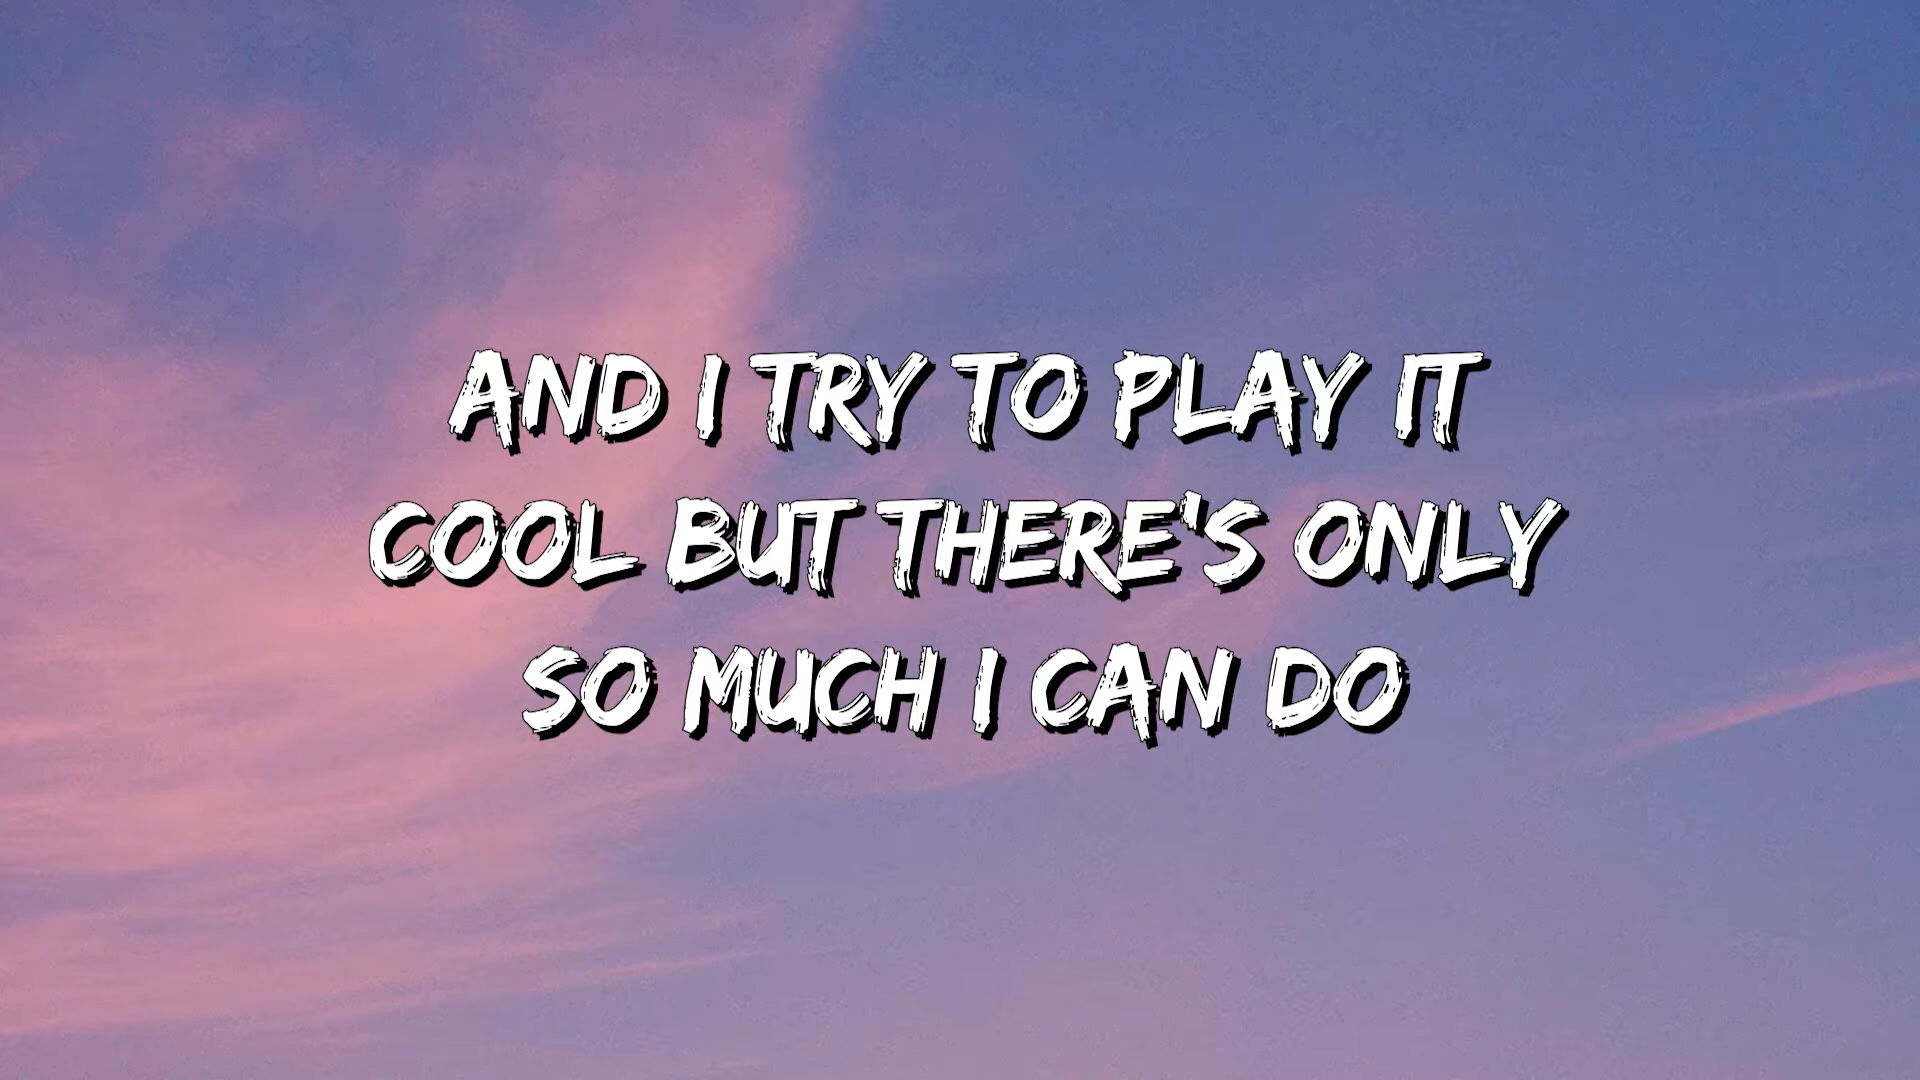 AND I TRY TO PLAY IT
COOL BUT THERE'S ONLY
SO MUCH I CAN DO